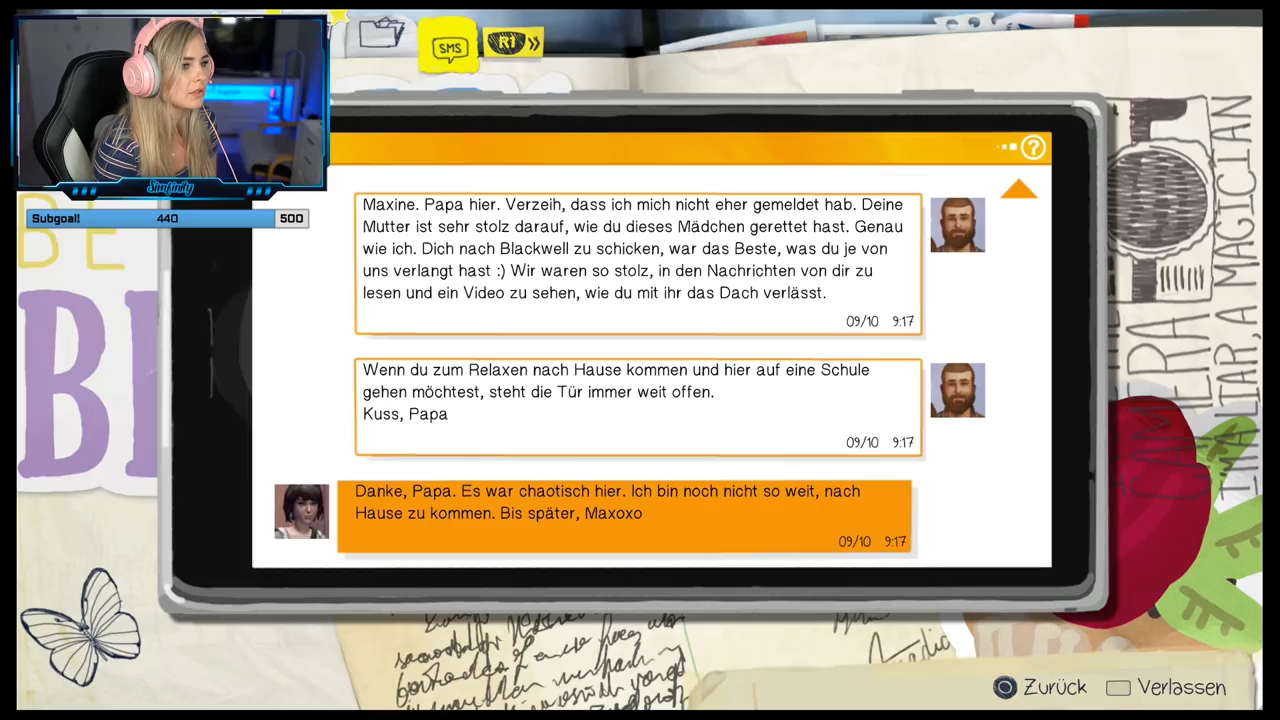 SMS
R1
Simfinity
Subgoal!
440
500
?
Maxine. Papa hier. Verzeih, dass ich mich nicht eher gemeldet hab. Deine
Mutter ist sehr stolz darauf, wie du dieses Mädchen gerettet hast. Genau
wie ich. Dich nach Blackwell zu schicken, war das Beste, was du je von
uns verlangt hast :) Wir waren so stolz, in den Nachrichten von dir zu
lesen und ein Video zu sehen, wie du mit ihr das Dach verlässt.
09/10 9:17
Wenn du zum Relaxen nach Hause kommen und hier auf eine Schule
gehen möchtest, steht die Tür immer weit offen.
Kuss, Papa
09/10 9:17
Danke, Papa. Es war chaotisch hier. Ich bin noch nicht so weit, nach
Hause zu kommen. Bis später, Maxoxo
09/10 9:17
BE
MAGICIAN
Zurück
Verlassen